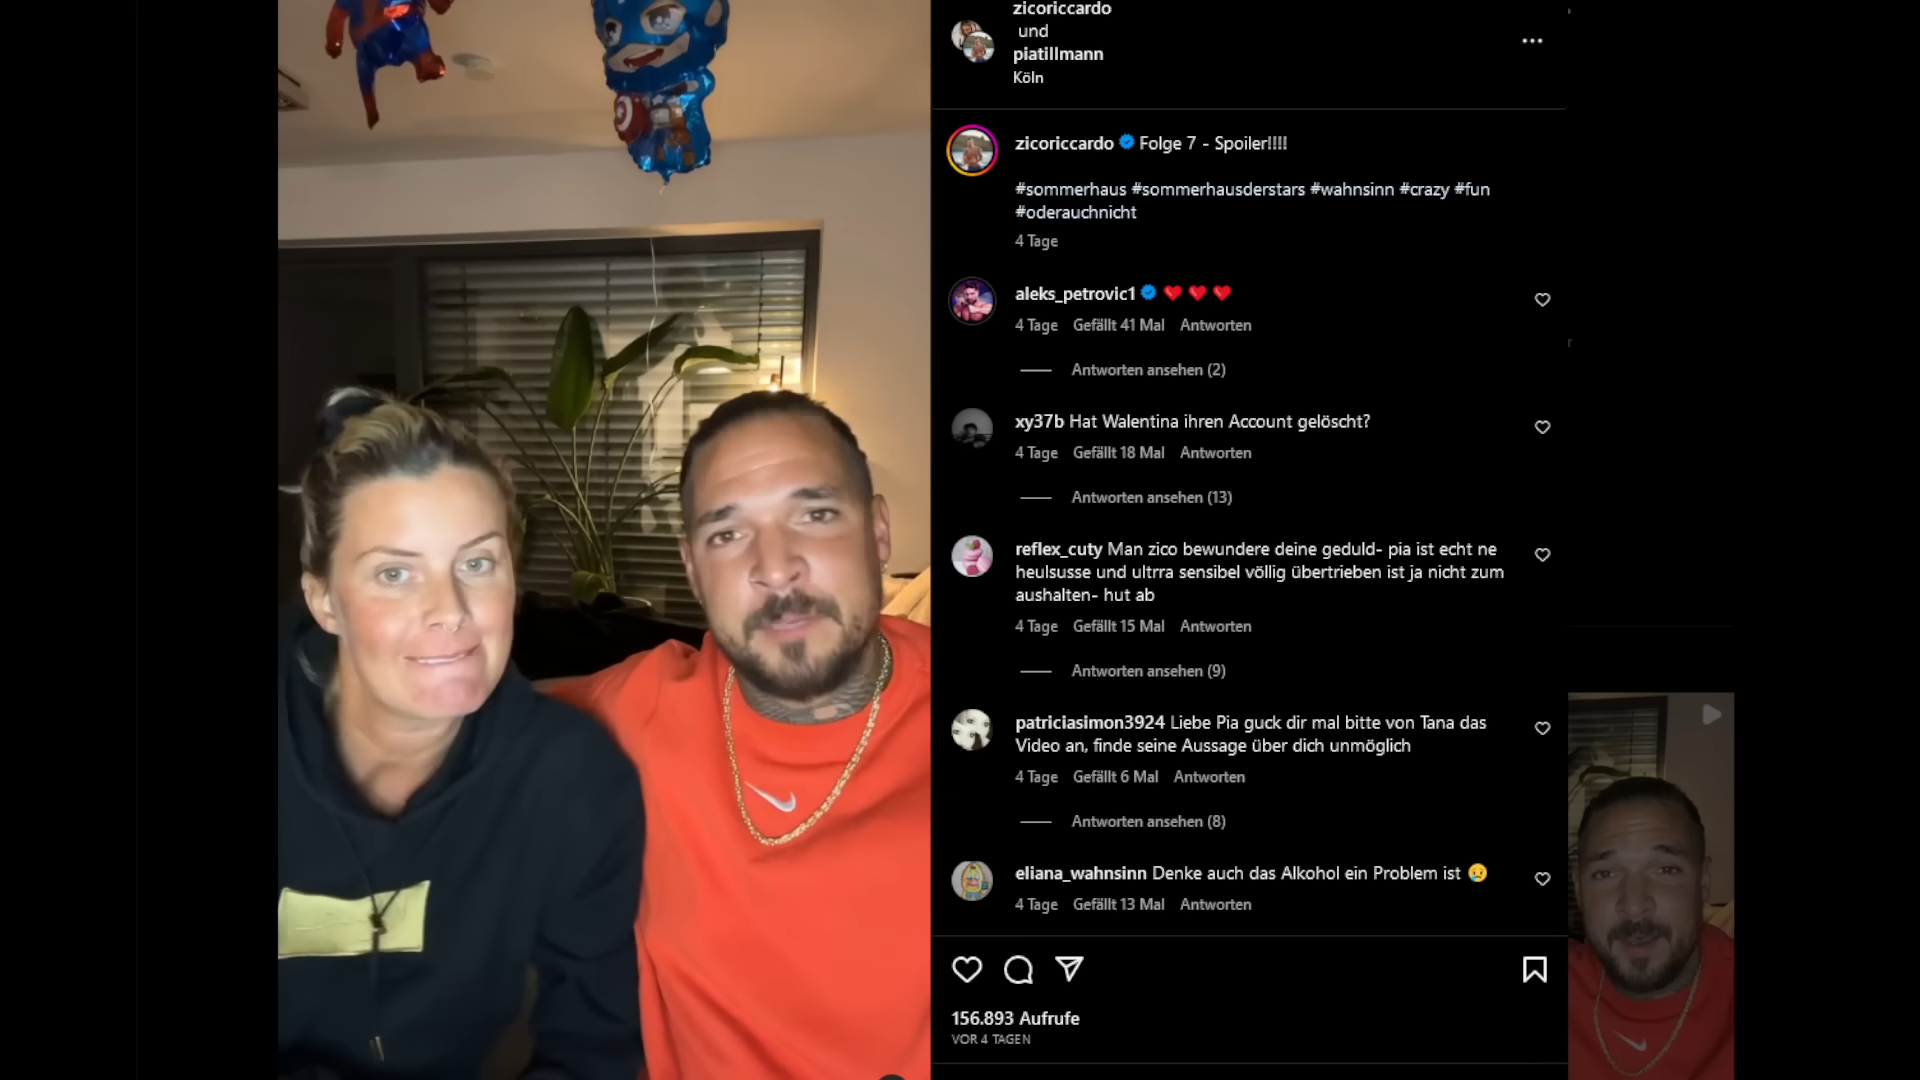 zicoriccardo
und
piatillmann
Köln
zicoriccardo Folge 7 - Spoiler!!!!
#sommerhaus #sommerhausderstars #wahnsinn #crazy #fun
#oderauchnicht
4 Tage
aleks_petrovic1 ❤️ ❤️ ❤️
4 Tage Gefällt 41 Mal Antworten
Antworten ansehen (2)
xy37b Hat Walentina ihren Account gelöscht?
4 Tage Gefällt 18 Mal Antworten
Antworten ansehen (13)
reflex_cuty Man zico bewundere deine geduld- pia ist echt ne
heulsusse und ultrra sensibel völlig übertrieben ist ja nicht zum
aushalten- hut ab
4 Tage Gefällt 15 Mal Antworten
Antworten ansehen (9)
patriciasimon3924 Liebe Pia guck dir mal bitte von Tana das
Video an, finde seine Aussage über dich unmöglich
4 Tage Gefällt 6 Mal Antworten
Antworten ansehen (8)
eliana_wahnsinn Denke auch das Alkohol ein Problem ist 😥
4 Tage Gefällt 13 Mal Antworten
156.893 Aufrufe
VOR 4 TAGEN